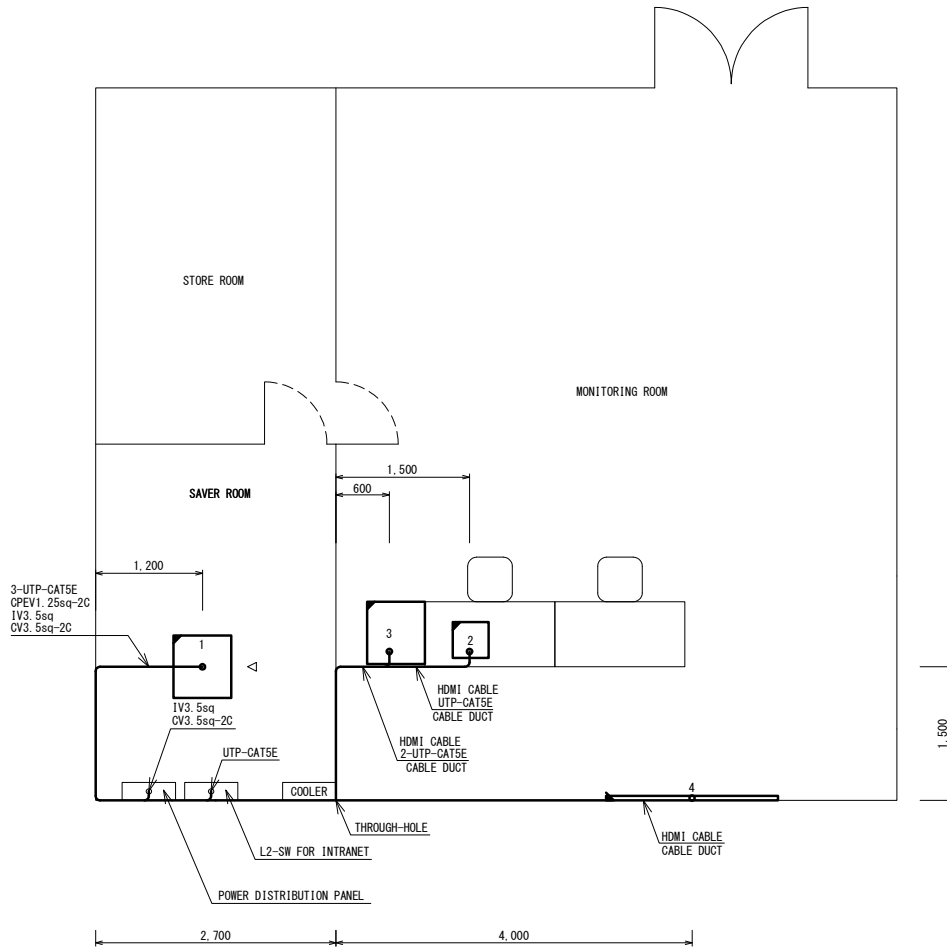 STORE ROOM
MONITORING ROOM
1,500
SAVER ROOM
600
1,200
3-UTP-CAT5E
CPEV1.25sq-2C
IV3.5sq
CV3.5sq-2C
1
3
2
HDMI CABLE
UTP-CAT5E
CABLE DUCT
IV3.5sq
CV3.5sq-2C
1,500
HDMI CABLE
2-UTP-CAT5E
CABLE DUCT
UTP-CAT5E
COOLER
4
THROUGH-HOLE
HDMI CABLE
CABLE DUCT
L2-SW FOR INTRANET
POWER DISTRIBUTION PANEL
2,700
4,000